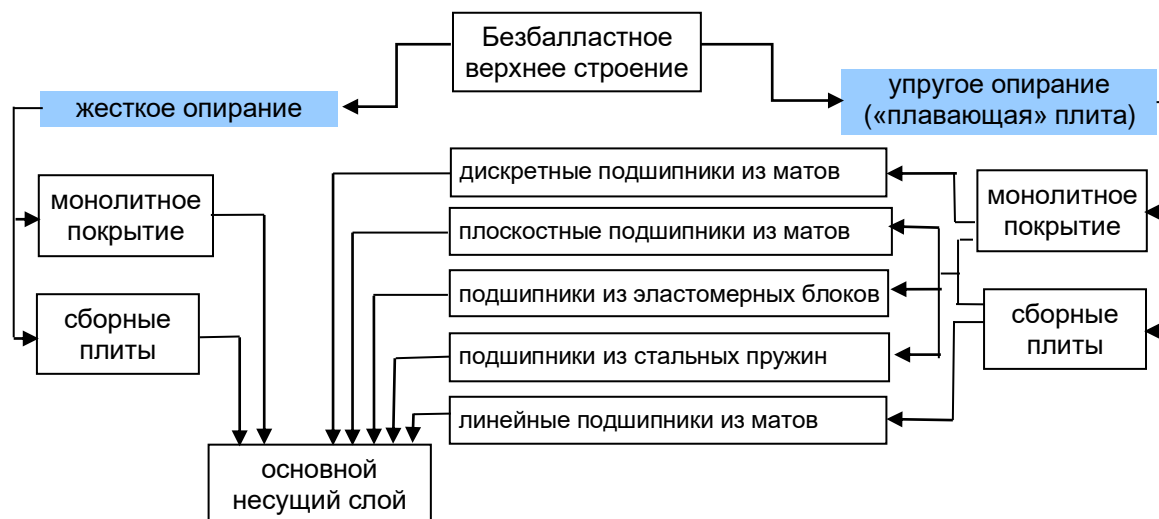 Безбалластное
верхнее строение
жесткое опирание
упругое опирание
(«плавающая» плита)
монолитное
покрытие
сборные
плиты
дискретные подшипники из матов
плоскостные подшипники из матов
подшипники из эластомерных блоков
подшипники из стальных пружин
линейные подшипники из матов
монолитное
покрытие
сборные
плиты
основной
несущий слой